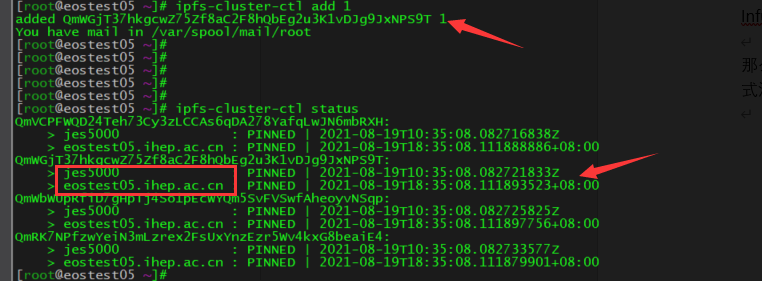 [root@eostest05 ~]# ipfs-cluster-ctl add 1
added QmWGjT37hkgcwZ75Zf8aC2F8hQbEg2u3K1vDJg9JxNPS9T 1
You have mail in /var/spool/mail/root
[root@eostest05 ~]#
[root@eostest05 ~]#
[root@eostest05 ~]#
[root@eostest05 ~]#
[root@eostest05 ~]# ipfs-cluster-ctl status
QmVCPFWQD24Teh73Cy3zLCCAs6qDA278YafqLwJN6mbRXH:
> jes5000 : PINNED | 2021-08-19T10:35:08.082716838Z
> eostest05.ihep.ac.cn : PINNED | 2021-08-19T18:35:08.111888886+08:00
QmWGjT37hkgcwZ75Zf8aC2F8hQbEg2u3K1vDJg9JxNPS9T:
> jes5000 : PINNED | 2021-08-19T10:35:08.082721833Z
> eostest05.ihep.ac.cn : PINNED | 2021-08-19T18:35:08.111893523+08:00
> jes5000 : PINNED | 2021-08-19T10:35:08.082725825Z
> eostest05.ihep.ac.cn : PINNED | 2021-08-19T18:35:08.111897756+08:00
QmRK7NPfzwYejN3mLzrex2FsUxYnzEzr5Wv4kxG8beaiE4:
> jes5000 : PINNED | 2021-08-19T10:35:08.082733577Z
> eostest05.ihep.ac.cn : PINNED | 2021-08-19T18:35:08.111879901+08:00
[root@eostest05 ~]#
Inf
那
式